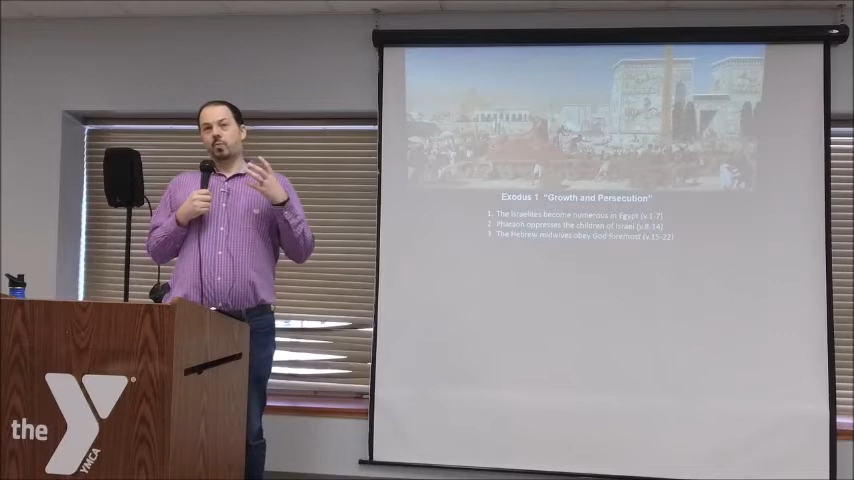 Exodus 1 "Growth and Persecution"
1. The Israelites become numerous in Egypt (v.1-7)
2. Pharaoh oppresses the children of Israel (v.8-14)
3. The Hebrew midwives obey God foremost (v.15-22)
the Y
YMCA